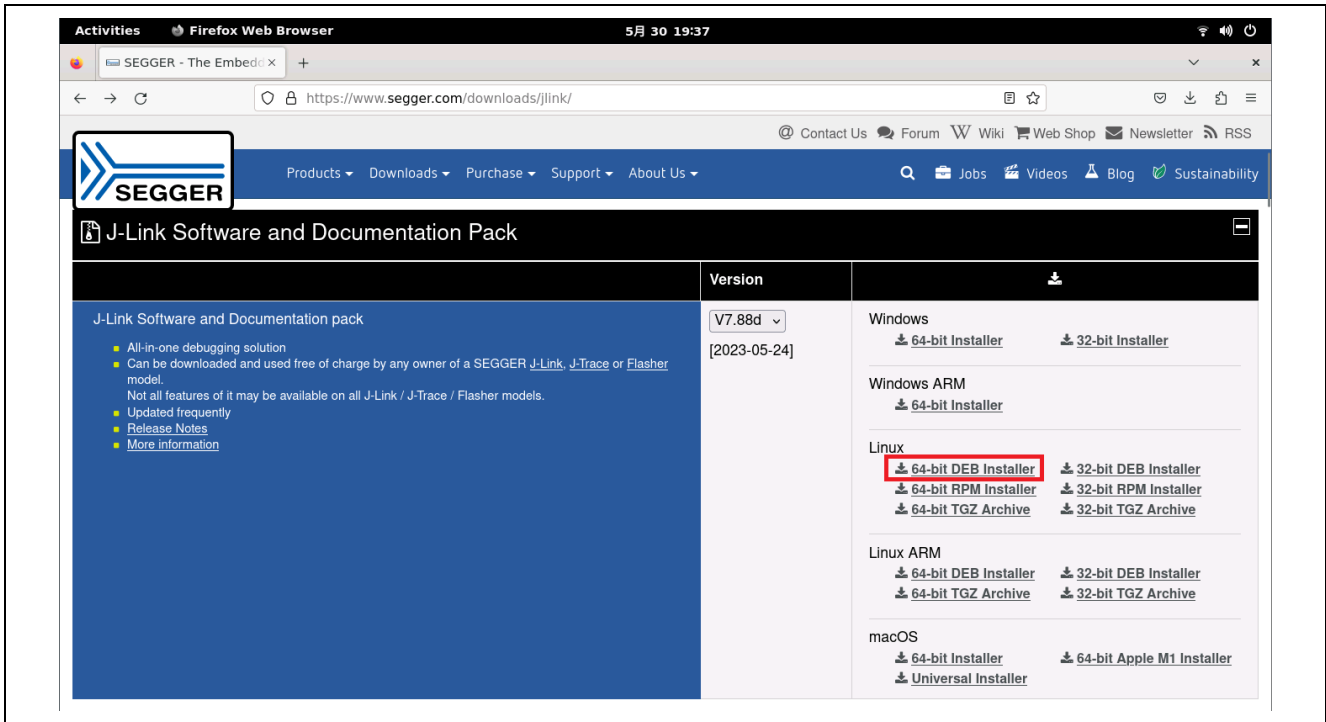 Activities Firefox Web Browser 5月 30 19:37
SEGGER - The Embedd × +
https://www.segger.com/downloads/jlink/
@ Contact Us Forum W Wiki Web Shop Newsletter RSS
SEGGER
Products Downloads Purchase Support About Us Jobs Videos Blog Sustainability
J-Link Software and Documentation Pack
Version
J-Link Software and Documentation pack
All-in-one debugging solution
Can be downloaded and used free of charge by any owner of a SEGGER J-Link, J-Trace or Flasher
model.
Not all features of it may be available on all J-Link / J-Trace / Flasher models.
Updated frequently
Release Notes
More information
V7.88d
[2023-05-24]
Windows
64-bit Installer 32-bit Installer
Windows ARM
64-bit Installer
Linux
64-bit DEB Installer 32-bit DEB Installer
64-bit RPM Installer 32-bit RPM Installer
64-bit TGZ Archive 32-bit TGZ Archive
Linux ARM
64-bit DEB Installer 32-bit DEB Installer
64-bit TGZ Archive 32-bit TGZ Archive
macOS
64-bit Installer 64-bit Apple M1 Installer
Universal Installer